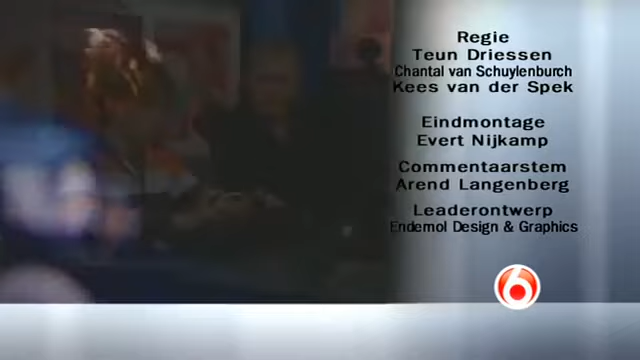 Regie
Teun Driessen
Chantal van Schuylenburch
Kees van der Spek
Eindmontage
Evert Nijkamp
Commentaarstem
Arend Langenberg
Leaderontwerp
Endemol Design & Graphics
6